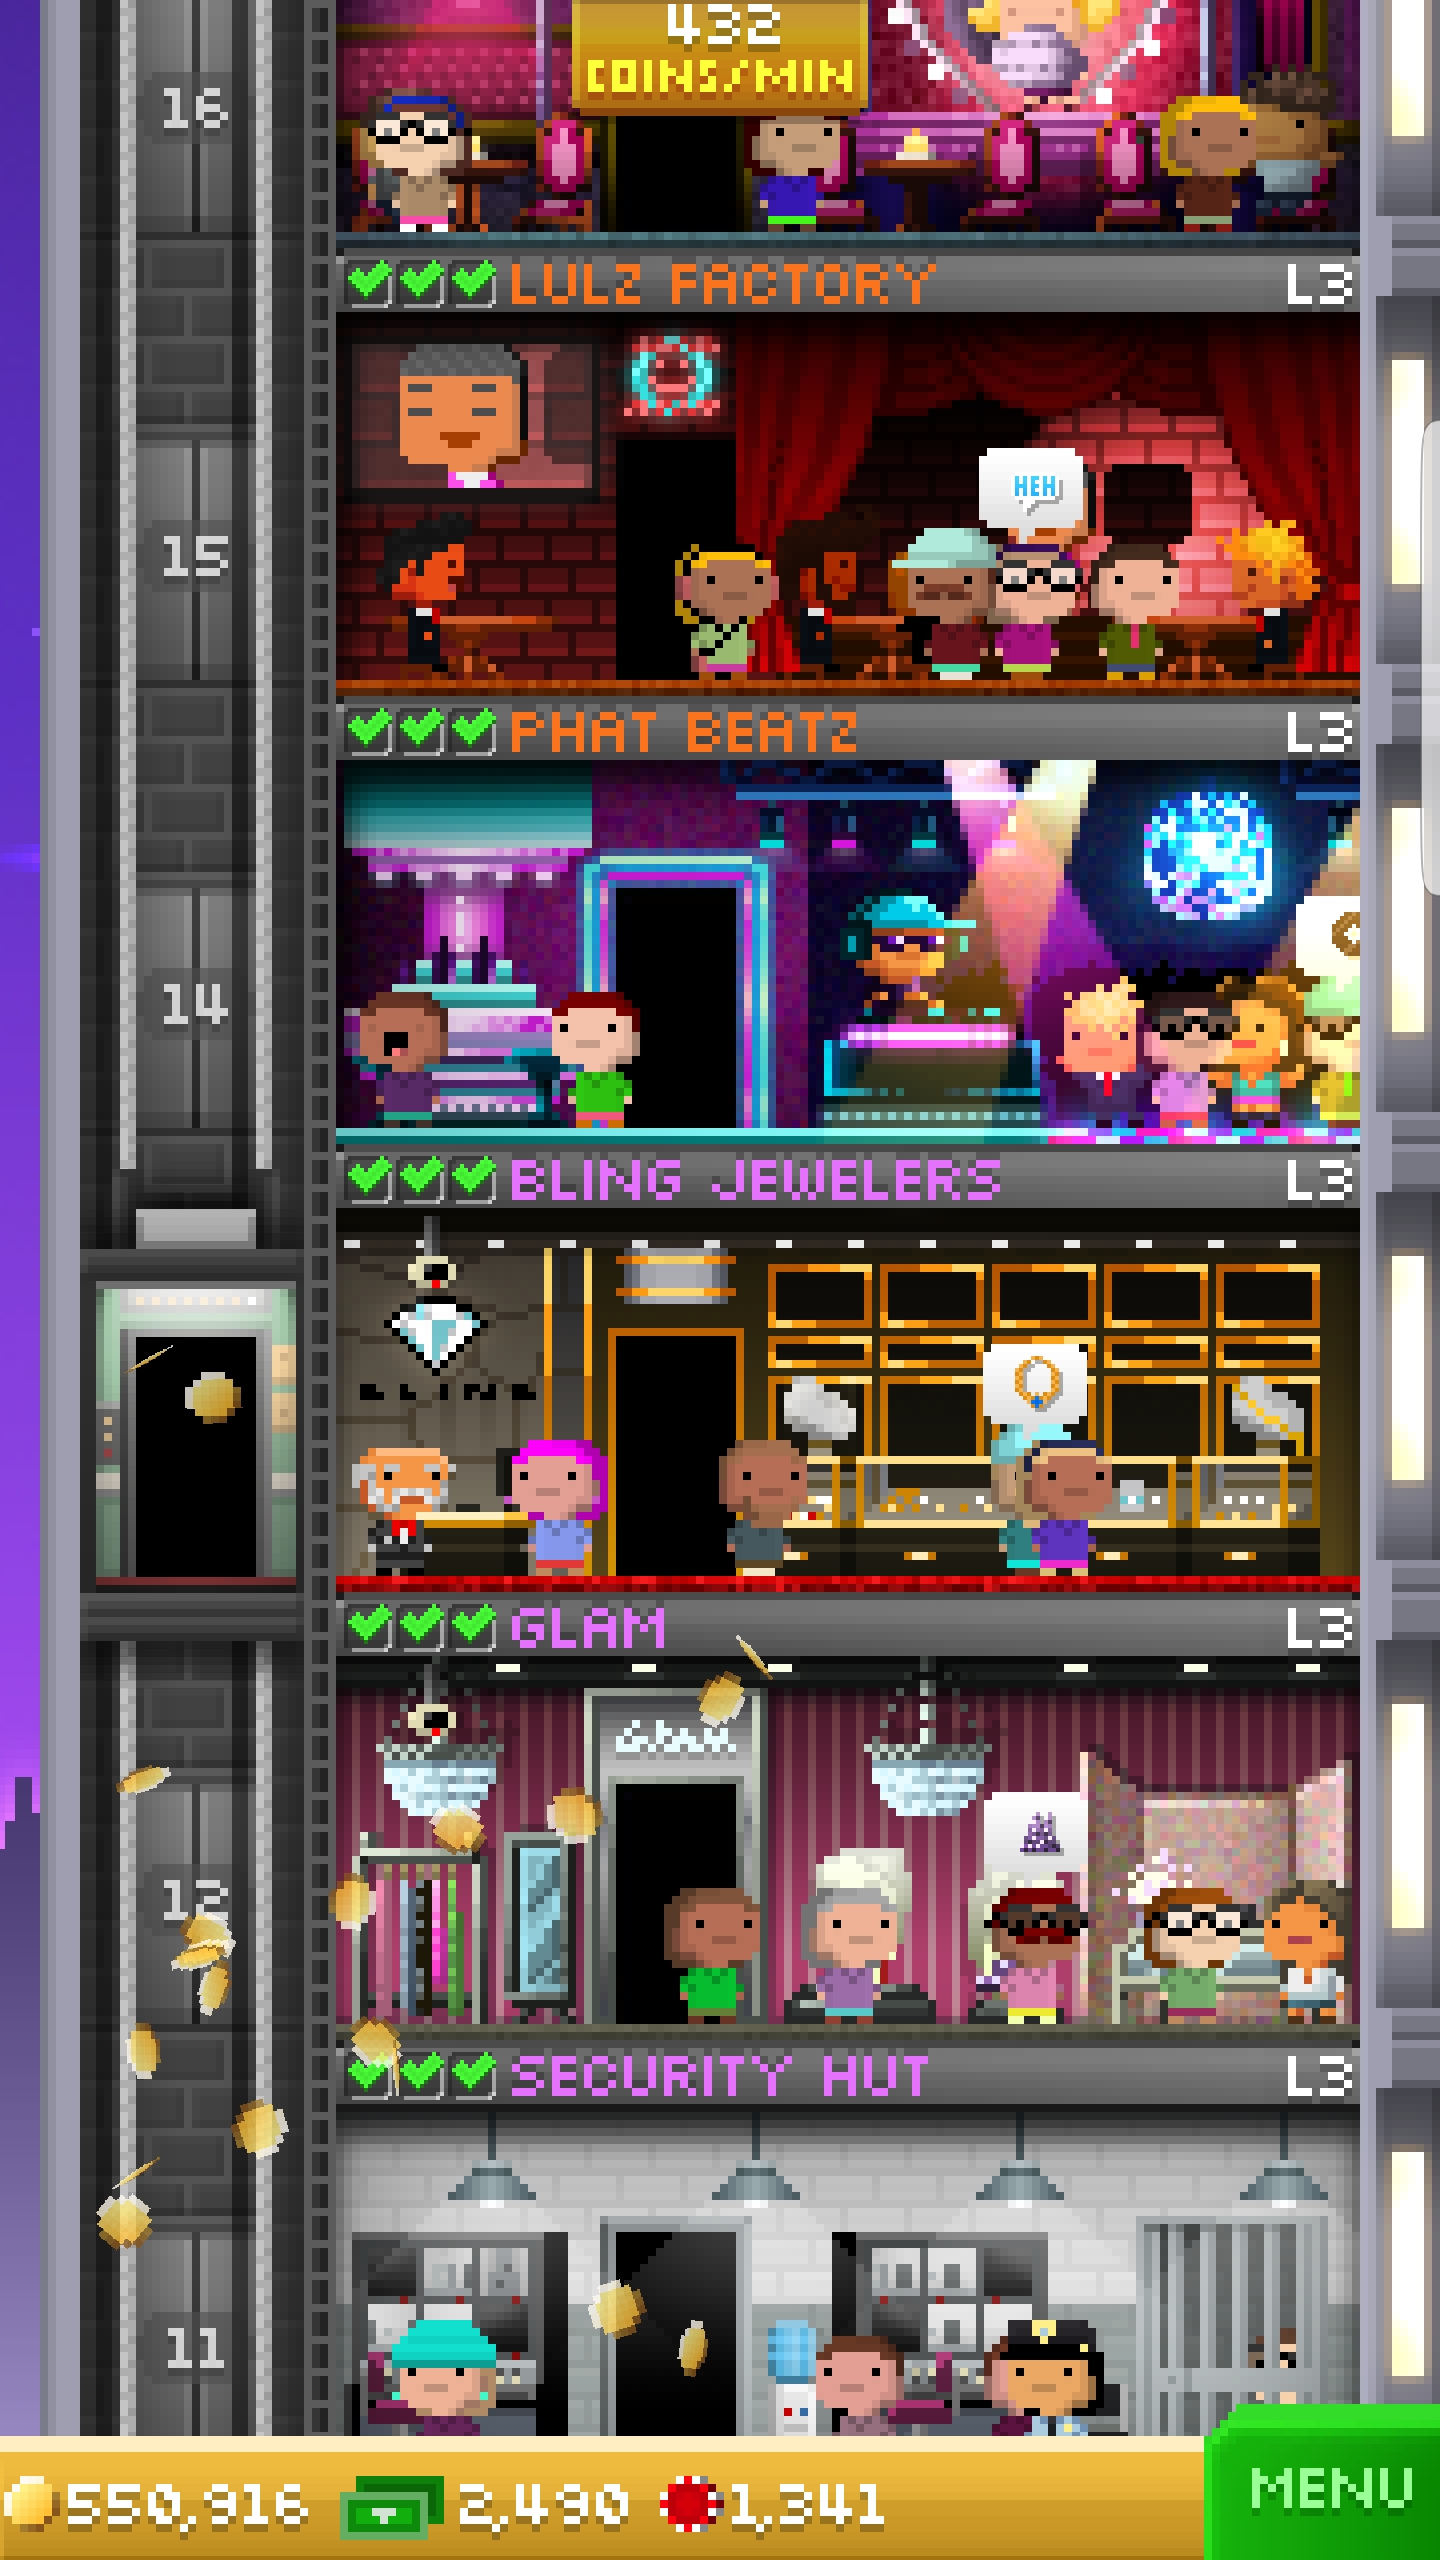 432
COINS/MIN
16
LULZ FACTORY L3
15
HEH
PHAT BEATZ L3
14
BLING JEWELERS L3
BLING
GLAM L3
Glam
12
SECURITY HUT L3
11
550,916 2,490 1,341
MENU